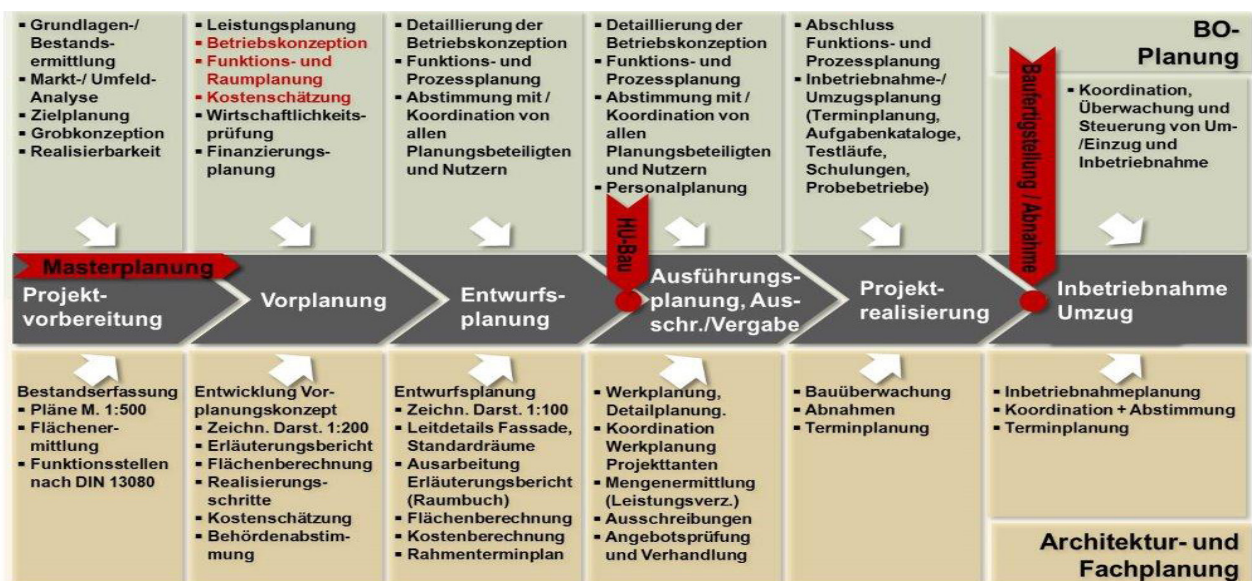 ▪ Grundlagen-/
Bestands-
ermittlung
▪ Markt-/ Umfeld-
Analyse
▪ Zielplanung
▪ Grobkonzeption
▪ Realisierbarkeit
▪ Leistungsplanung
▪ Betriebskonzeption
▪ Funktions- und
Raumplanung
▪ Kostenschätzung
▪ Wirtschaftlichkeits-
prüfung
▪ Finanzierungs-
planung
▪ Detaillierung der
Betriebskonzeption
▪ Funktions- und
Prozessplanung
▪ Abstimmung mit /
Koordination von
allen
Planungsbeteiligten
und Nutzern
▪ Detaillierung der
Betriebskonzeption
▪ Funktions- und
Prozessplanung
▪ Abstimmung mit /
Koordination von
allen
Planungsbeteiligten
und Nutzern
▪ Personalplanung
▪ Abschluss
Funktions- und
Prozessplanung
▪ Inbetriebnahme-/
Umzugsplanung
(Terminplanung,
Aufgabenkataloge,
Testläufe,
Schulungen,
Probebetriebe)
BO-
Planung
▪ Koordination,
Überwachung und
Steuerung von Um-
/Einzug und
Inbetriebnahme
HU-Bau
Baufertigstellung / Abnahme
Masterplanung
Projekt-
vorbereitung
Vorplanung
Entwurfs-
planung
Ausführungs-
planung, Aus-
schr./Vergabe
Projekt-
realisierung
Inbetriebnahme
Umzug
Bestandserfassung
▪ Pläne M. 1:500
▪ Flächener-
mittlung
▪ Funktionsstellen
nach DIN 13080
Entwicklung Vor-
planungskonzept
▪ Zeichn. Darst. 1:200
▪ Erläuterungsbericht
▪ Flächenberechnung
▪ Realisierungs-
schritte
▪ Kostenschätzung
▪ Behördenabstim-
mung
Entwurfsplanung
▪ Zeichn. Darst. 1:100
▪ Leitdetails Fassade,
Standardräume
▪ Ausarbeitung
Erläuterungsbericht
(Raumbuch)
▪ Flächenberechnung
▪ Kostenberechnung
▪ Rahmenterminplan
▪ Werkplanung,
Detailplanung.
▪ Koordination
Werkplanung
Projekttanten
▪ Mengenermittlung
(Leistungsverz.)
▪ Ausschreibungen
▪ Angebotsprüfung
und Verhandlung
▪ Bauüberwachung
▪ Abnahmen
▪ Terminplanung
▪ Inbetriebnahmeplanung
▪ Koordination + Abstimmung
▪ Terminplanung
Architektur- und
Fachplanung